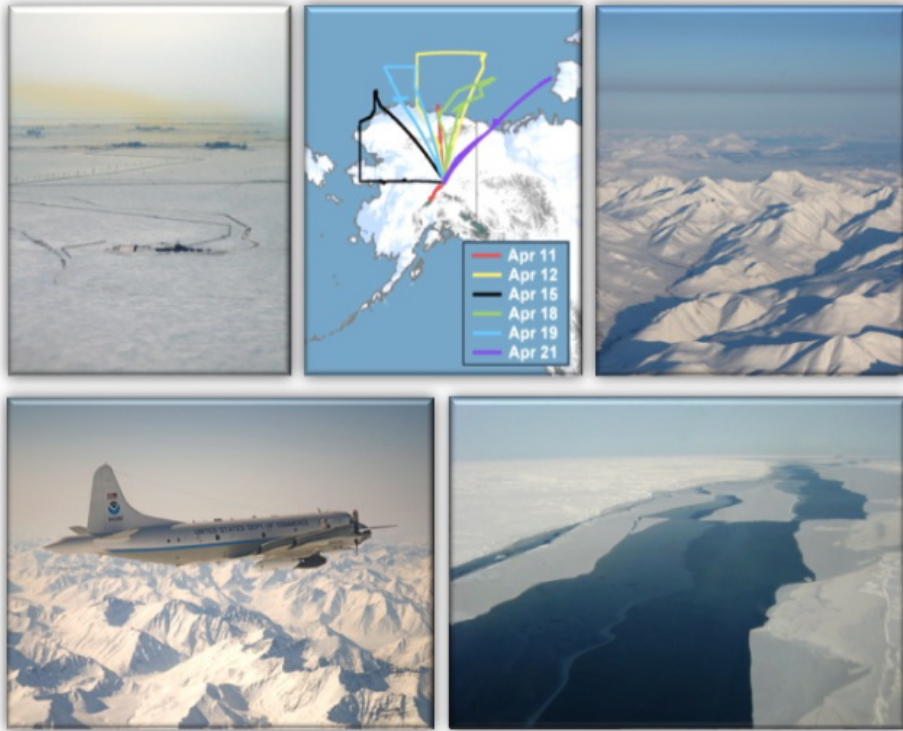 Apr 11
Apr 12
Apr 15
Apr 18
Apr 19
Apr 21
UNITED STATES DEPT OF COMMERCE